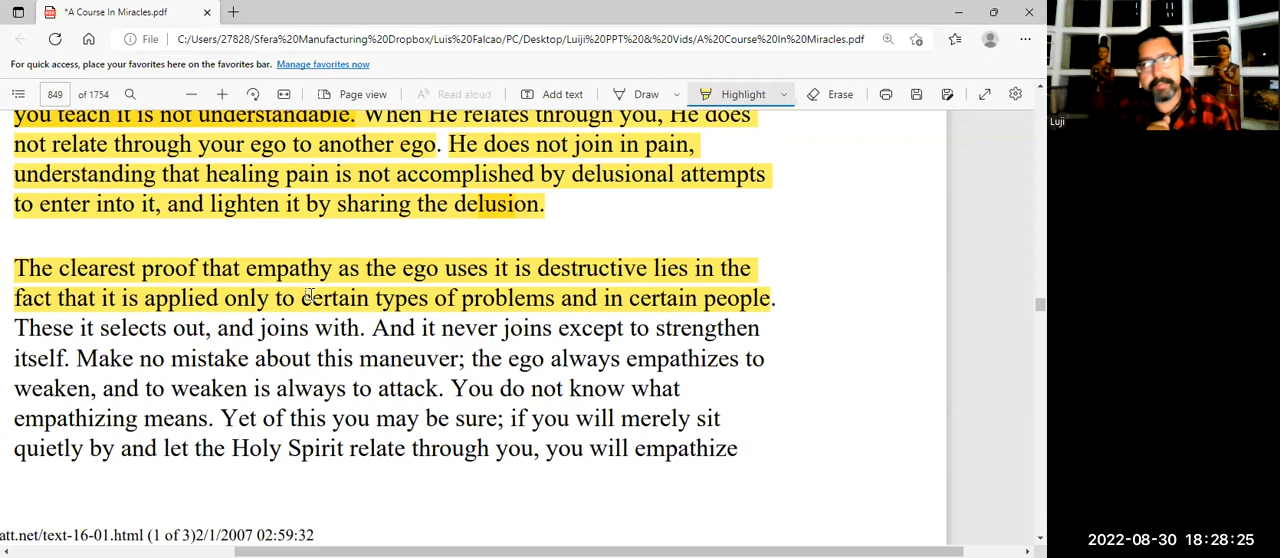 *A Course In Miracles.pdf
File
C:/Users/27828/Sfera%20Manufacturing%20Dropbox/Luis%20Falcao/PC/Desktop/Luiji%20PPT%20&%20Vids/A%20Course%20In%20Miracles.pdf
For quick access, place your favorites here on the favorites bar. Manage favorites now
849 of 1754
Page view
Read aloud
Add text
Draw
Highlight
Erase
you teach it is not understandable. When He relates through you, He does
not relate through your ego to another ego. He does not join in pain,
understanding that healing pain is not accomplished by delusional attempts
to enter into it, and lighten it by sharing the delusion.
The clearest proof that empathy as the ego uses it is destructive lies in the
fact that it is applied only to certain types of problems and in certain people.
These it selects out, and joins with. And it never joins except to strengthen
itself. Make no mistake about this maneuver; the ego always empathizes to
weaken, and to weaken is always to attack. You do not know what
empathizing means. Yet of this you may be sure; if you will merely sit
quietly by and let the Holy Spirit relate through you, you will empathize
att.net/text-16-01.html (1 of 3)2/1/2007 02:59:32
Luji
2022-08-30 18:28:25